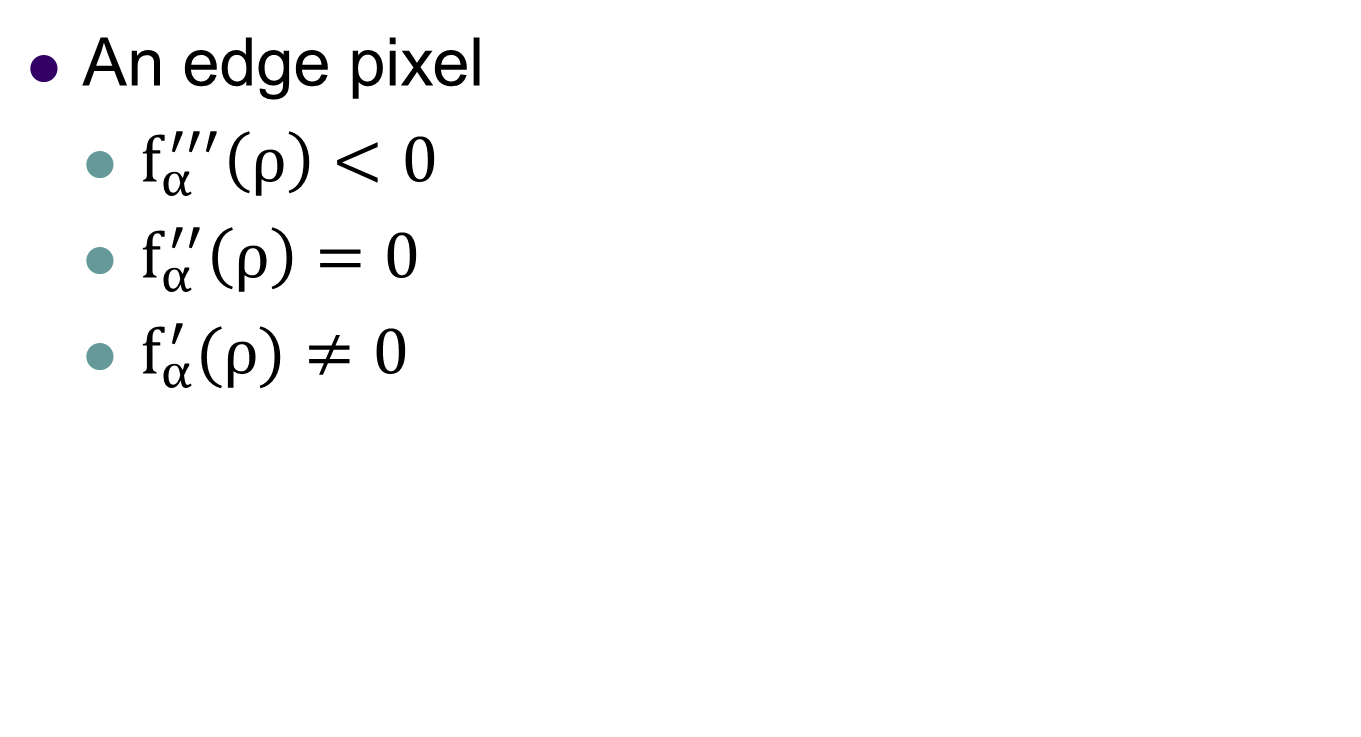 • An edge pixel
• f‴α(ρ) < 0
• f″α(ρ) = 0
• f′α(ρ) ≠ 0